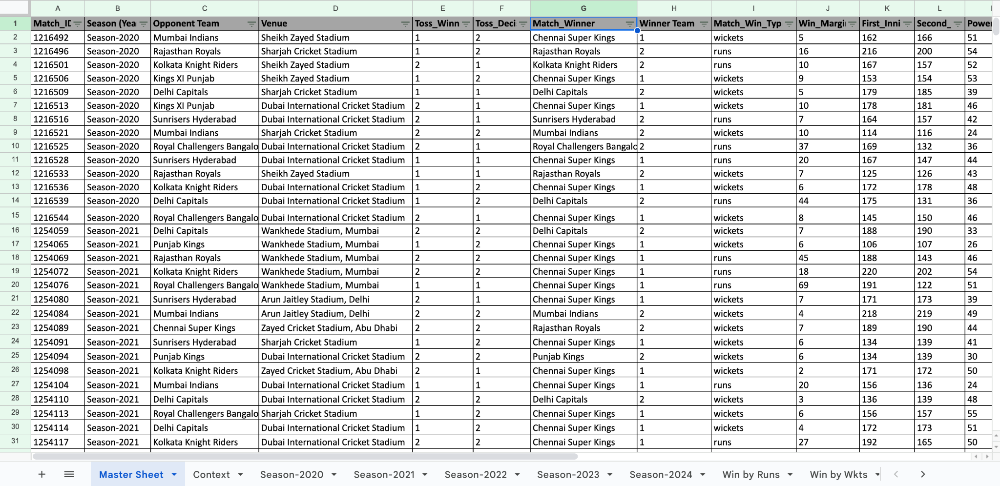 A B C D E F G H I J K L
1 Match_ID Season (Yea Opponent Team Venue Toss_Winn Toss_Deci Match_Winner Winner Team Match_Win_Typ Win_Margi First_Inni Second_ Power
2 1216492 Season-2020 Mumbai Indians Sheikh Zayed Stadium 1 2 Chennai Super Kings 1 wickets 5 162 166 51
3 1216496 Season-2020 Rajasthan Royals Sharjah Cricket Stadium 1 2 Rajasthan Royals 2 runs 16 216 200 54
4 1216501 Season-2020 Kolkata Knight Riders Sheikh Zayed Stadium 2 1 Kolkata Knight Riders 2 runs 10 167 157 52
5 1216506 Season-2020 Kings XI Punjab Sheikh Zayed Stadium 1 2 Chennai Super Kings 1 wickets 9 153 154 53
6 1216509 Season-2020 Delhi Capitals Sharjah Cricket Stadium 1 1 Delhi Capitals 2 wickets 5 179 185 39
7 1216513 Season-2020 Kings XI Punjab Dubai International Cricket Stadium 2 1 Chennai Super Kings 1 wickets 10 178 181 46
8 1216516 Season-2020 Sunrisers Hyderabad Dubai International Cricket Stadium 2 1 Sunrisers Hyderabad 2 runs 7 164 157 42
9 1216521 Season-2020 Mumbai Indians Sharjah Cricket Stadium 2 2 Mumbai Indians 2 wickets 10 114 116 24
10 1216525 Season-2020 Royal Challengers Bangalo Dubai International Cricket Stadium 2 1 Royal Challengers Bangalo 2 runs 37 169 132 36
11 1216528 Season-2020 Sunrisers Hyderabad Dubai International Cricket Stadium 1 1 Chennai Super Kings 1 runs 20 167 147 44
12 1216533 Season-2020 Rajasthan Royals Sheikh Zayed Stadium 1 1 Rajasthan Royals 2 wickets 7 125 126 43
13 1216536 Season-2020 Kolkata Knight Riders Dubai International Cricket Stadium 1 2 Chennai Super Kings 1 wickets 6 172 178 48
14 1216539 Season-2020 Delhi Capitals Dubai International Cricket Stadium 1 2 Delhi Capitals 2 runs 44 175 131 36
15 1216544 Season-2020 Royal Challengers Bangalo Dubai International Cricket Stadium 2 1 Chennai Super Kings 1 wickets 8 145 150 46
16 1254059 Season-2021 Delhi Capitals Wankhede Stadium, Mumbai 2 2 Delhi Capitals 2 wickets 7 188 190 33
17 1254065 Season-2021 Punjab Kings Wankhede Stadium, Mumbai 1 2 Chennai Super Kings 1 wickets 6 106 107 26
18 1254069 Season-2021 Rajasthan Royals Wankhede Stadium, Mumbai 2 2 Chennai Super Kings 1 runs 45 188 143 46
19 1254072 Season-2021 Kolkata Knight Riders Wankhede Stadium, Mumbai 2 2 Chennai Super Kings 1 runs 18 220 202 54
20 1254076 Season-2021 Royal Challengers Bangalo Wankhede Stadium, Mumbai 1 1 Chennai Super Kings 1 runs 69 191 122 51
21 1254080 Season-2021 Sunrisers Hyderabad Arun Jaitley Stadium, Delhi 2 1 Chennai Super Kings 1 wickets 7 171 173 39
22 1254084 Season-2021 Mumbai Indians Arun Jaitley Stadium, Delhi 2 2 Mumbai Indians 2 wickets 4 218 219 49
23 1254089 Season-2021 Chennai Super Kings Zayed Cricket Stadium, Abu Dhabi 2 2 Rajasthan Royals 2 wickets 7 189 190 44
24 1254091 Season-2021 Sunrisers Hyderabad Sharjah Cricket Stadium 1 2 Chennai Super Kings 1 wickets 6 134 139 41
25 1254094 Season-2021 Punjab Kings Dubai International Cricket Stadium 2 2 Punjab Kings 2 wickets 6 134 139 30
26 1254098 Season-2021 Kolkata Knight Riders Zayed Cricket Stadium, Abu Dhabi 2 1 Chennai Super Kings 1 wickets 2 171 172 50
27 1254104 Season-2021 Mumbai Indians Dubai International Cricket Stadium 1 1 Chennai Super Kings 1 runs 20 156 136 24
28 1254110 Season-2021 Delhi Capitals Dubai International Cricket Stadium 2 2 Delhi Capitals 2 wickets 3 136 139 48
29 1254113 Season-2021 Royal Challengers Bangalo Sharjah Cricket Stadium 1 2 Chennai Super Kings 1 wickets 6 156 157 55
30 1254114 Season-2021 Delhi Capitals Dubai International Cricket Stadium 1 2 Chennai Super Kings 1 wickets 4 172 173 51
31 1254117 Season-2021 Kolkata Knight Riders Dubai International Cricket Stadium 2 2 Chennai Super Kings 1 runs 27 192 165 50
Master Sheet Context Season-2020 Season-2021 Season-2022 Season-2023 Season-2024 Win by Runs Win by Wkts